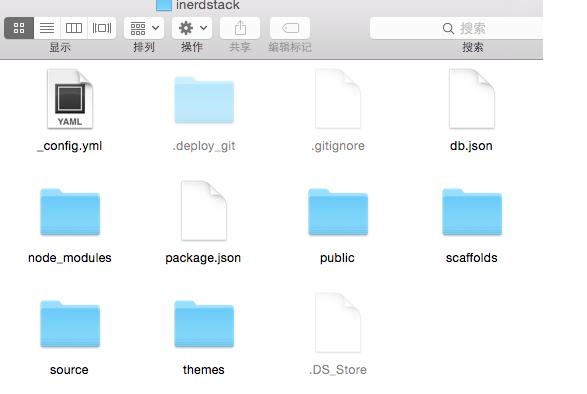 inerdstack
显示 排列 操作 共享 编辑标记 搜索
搜索
YAML
_config.yml .deploy_git .gitignore db.json
node_modules package.json public scaffolds
source themes .DS_Store